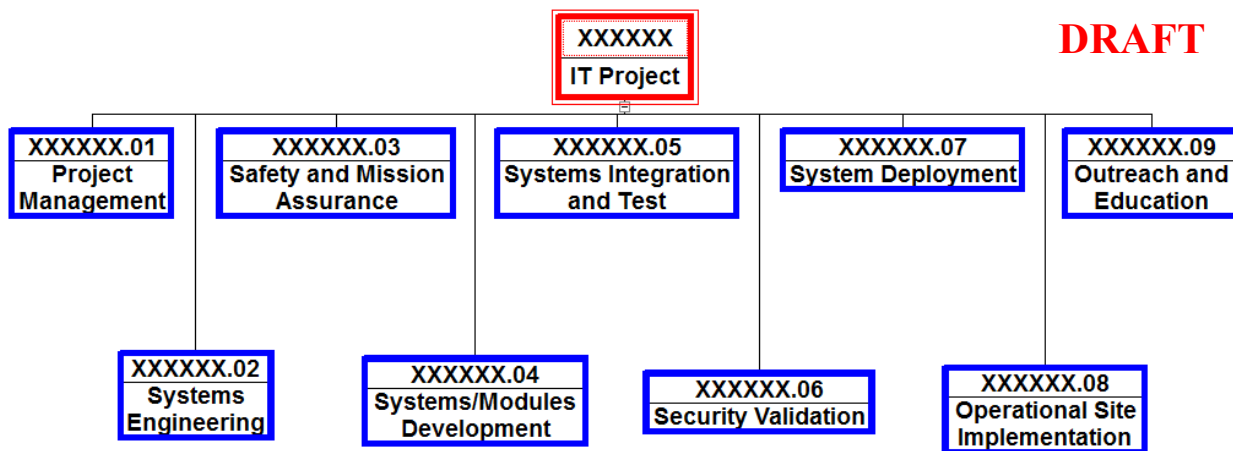 XXXXXX
IT Project
DRAFT
XXXXXX.01
Project
Management
XXXXXX.03
Safety and Mission
Assurance
XXXXXX.05
Systems Integration
and Test
XXXXXX.07
System Deployment
XXXXXX.09
Outreach and
Education
XXXXXX.02
Systems
Engineering
XXXXXX.04
Systems/Modules
Development
XXXXXX.06
Security Validation
XXXXXX.08
Operational Site
Implementation